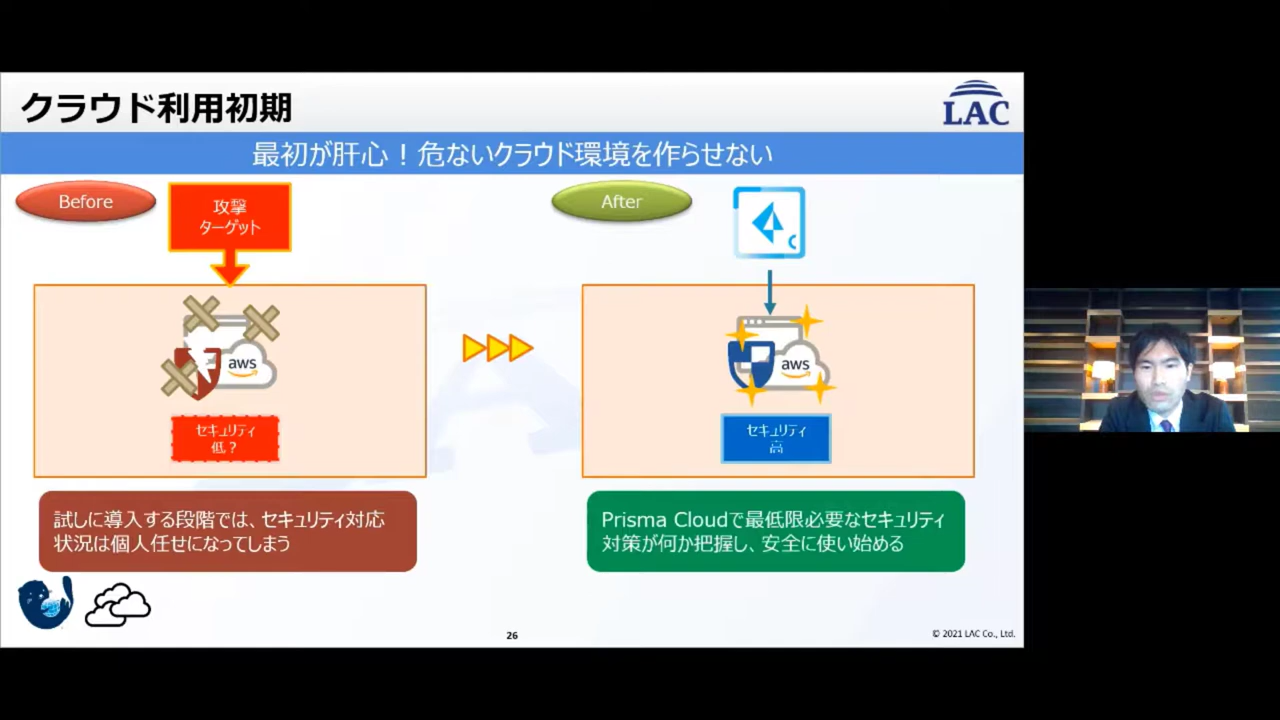 クラウド利用初期
LAC
最初が肝心！危ないクラウド環境を作らせない
Before
攻撃
ターゲット
aws
セキュリティ
低？
試しに導入する段階では、セキュリティ対応
状況は個人任せになってしまう
After
C
aws
セキュリティ
高
Prisma Cloudで最低限必要なセキュリティ
対策が何か把握し、安全に使い始める
26
© 2021 LAC Co., Ltd.